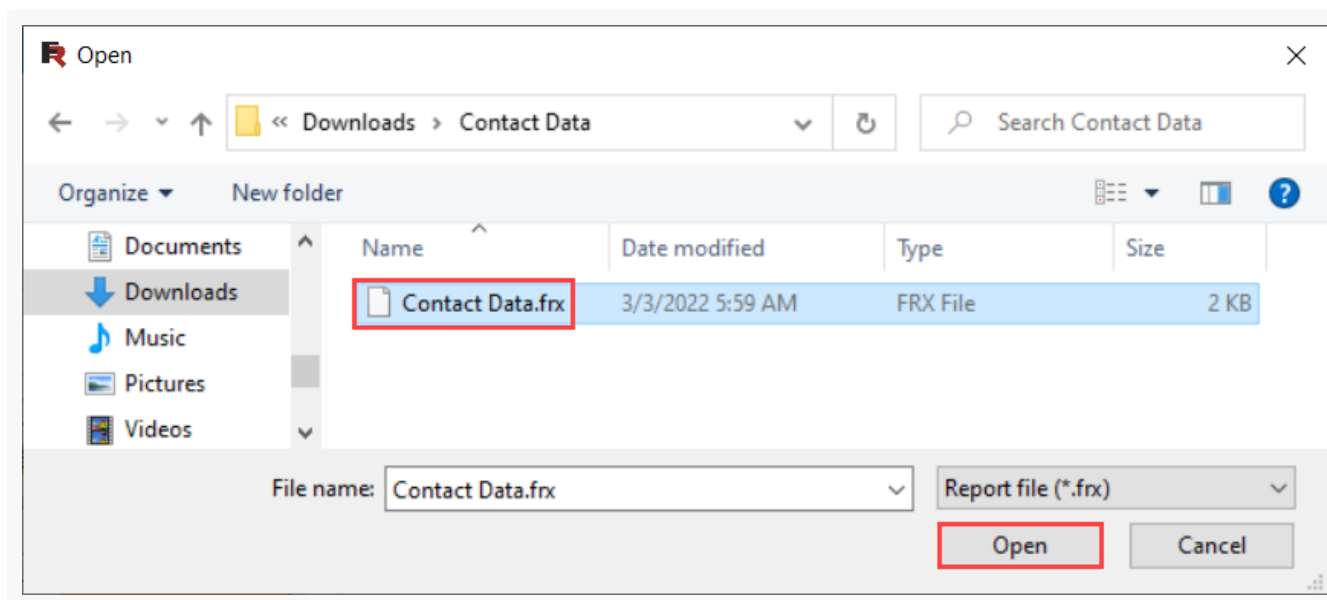 Open
« Downloads > Contact Data
Search Contact Data
Organize
New folder
Name Date modified Type Size
Documents
Downloads
Contact Data.frx 3/3/2022 5:59 AM FRX File 2 KB
Music
Pictures
Videos
File name: Contact Data.frx Report file (*.frx)
Open Cancel